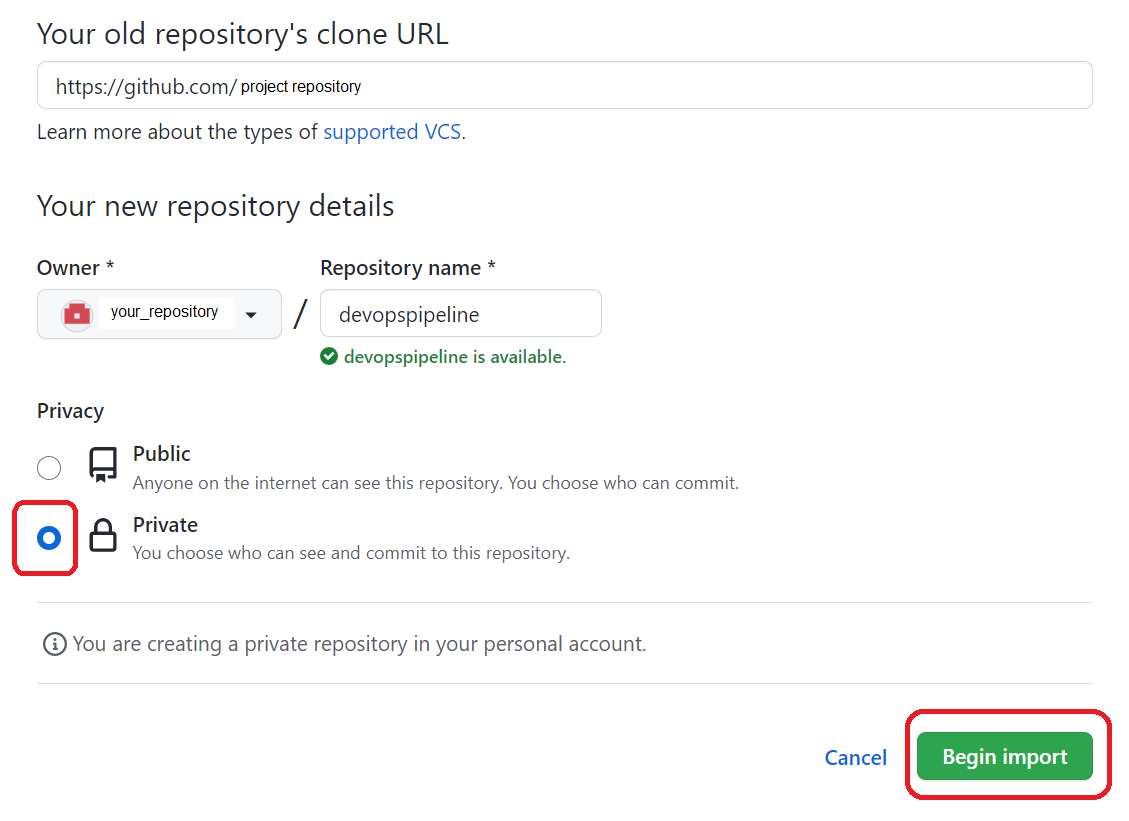 Your old repository's clone URL
https://github.com/ project repository
Learn more about the types of supported VCS.
Your new repository details
Owner * Repository name *
your_repository / devopspipeline
devopspipeline is available.
Privacy
Public
Anyone on the internet can see this repository. You choose who can commit.
Private
You choose who can see and commit to this repository.
You are creating a private repository in your personal account.
Cancel Begin import